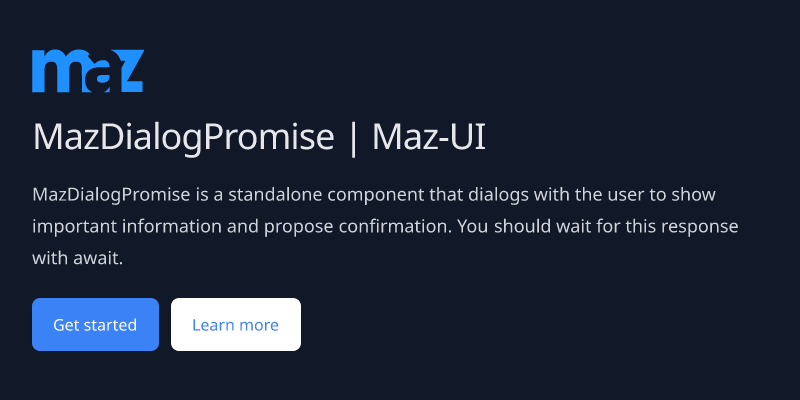 maz
MazDialogPromise | Maz-UI
MazDialogPromise is a standalone component that dialogs with the user to show
important information and propose confirmation. You should wait for this response
with await.
Get started
Learn more